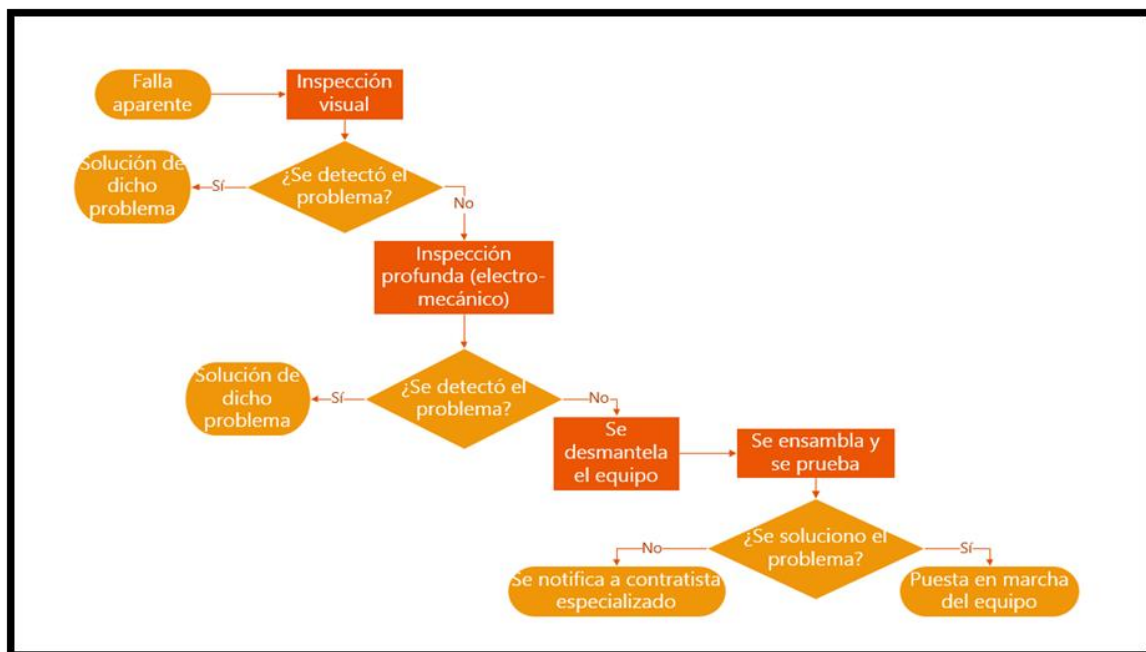 Falla
aparente
Inspección
visual
¿Se detectó el
problema?
Sí
Solución de
dicho
problema
No
Inspección
profunda (electro-
mecánico)
¿Se detectó el
problema?
Sí
Solución de
dicho
problema
No
Se
desmantela
el equipo
Se ensambla y
se prueba
¿Se soluciono el
problema?
No
Se notifica a contratista
especializado
Sí
Puesta en marcha
del equipo